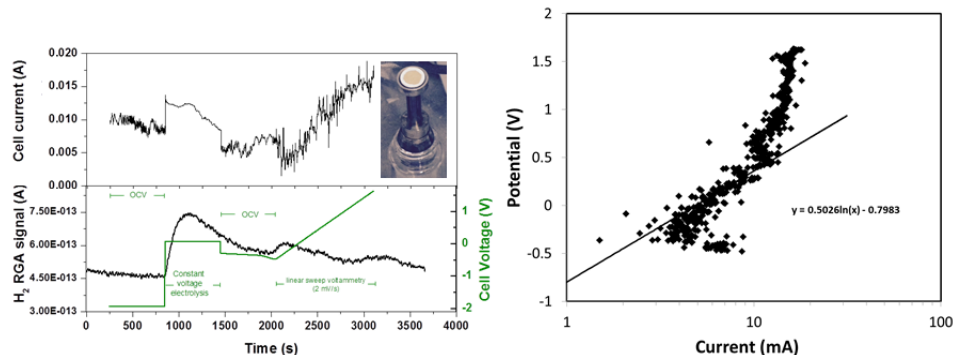 0.020
0.015
0.010
0.005
0.000
Cell current (A)
7.50E-013
6.00E-013
4.50E-013
3.00E-013
H2 RGA signal (A)
OCV
OCV
Constant
voltage
electrolysis
linear sweep voltammetry
(2 mV/s)
1
0
-1
-2
Cell Voltage (V)
0 500 1000 1500 2000 2500 3000 3500 4000
Time (s)
2
1.5
1
0.5
0
-0.5
-1
Potential (V)
y = 0.5026ln(x) - 0.7983
1 10 100
Current (mA)